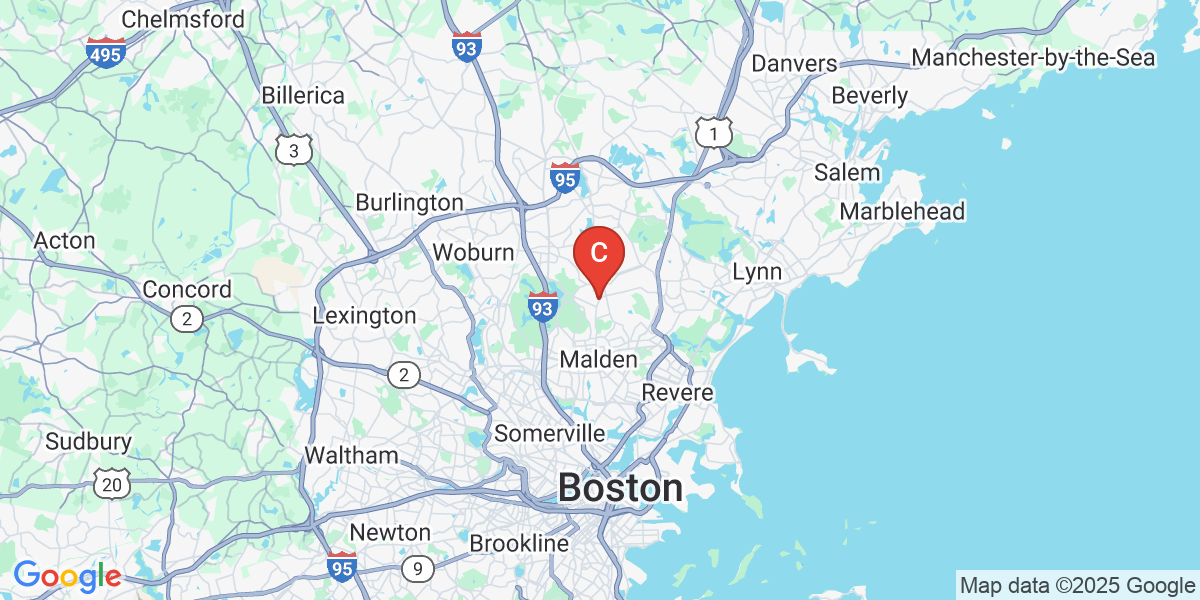 Chelmsford
495
93
Manchester-by-the-Sea
Danvers
Billerica
Beverly
1
3
Salem
95
Burlington
Marblehead
Acton
Woburn
C
Lynn
Concord
93
Lexington
2
Malden
2
Revere
Somerville
Sudbury
Waltham
20
Boston
Newton
Brookline
95
9
Google
Map data ©2025 Google